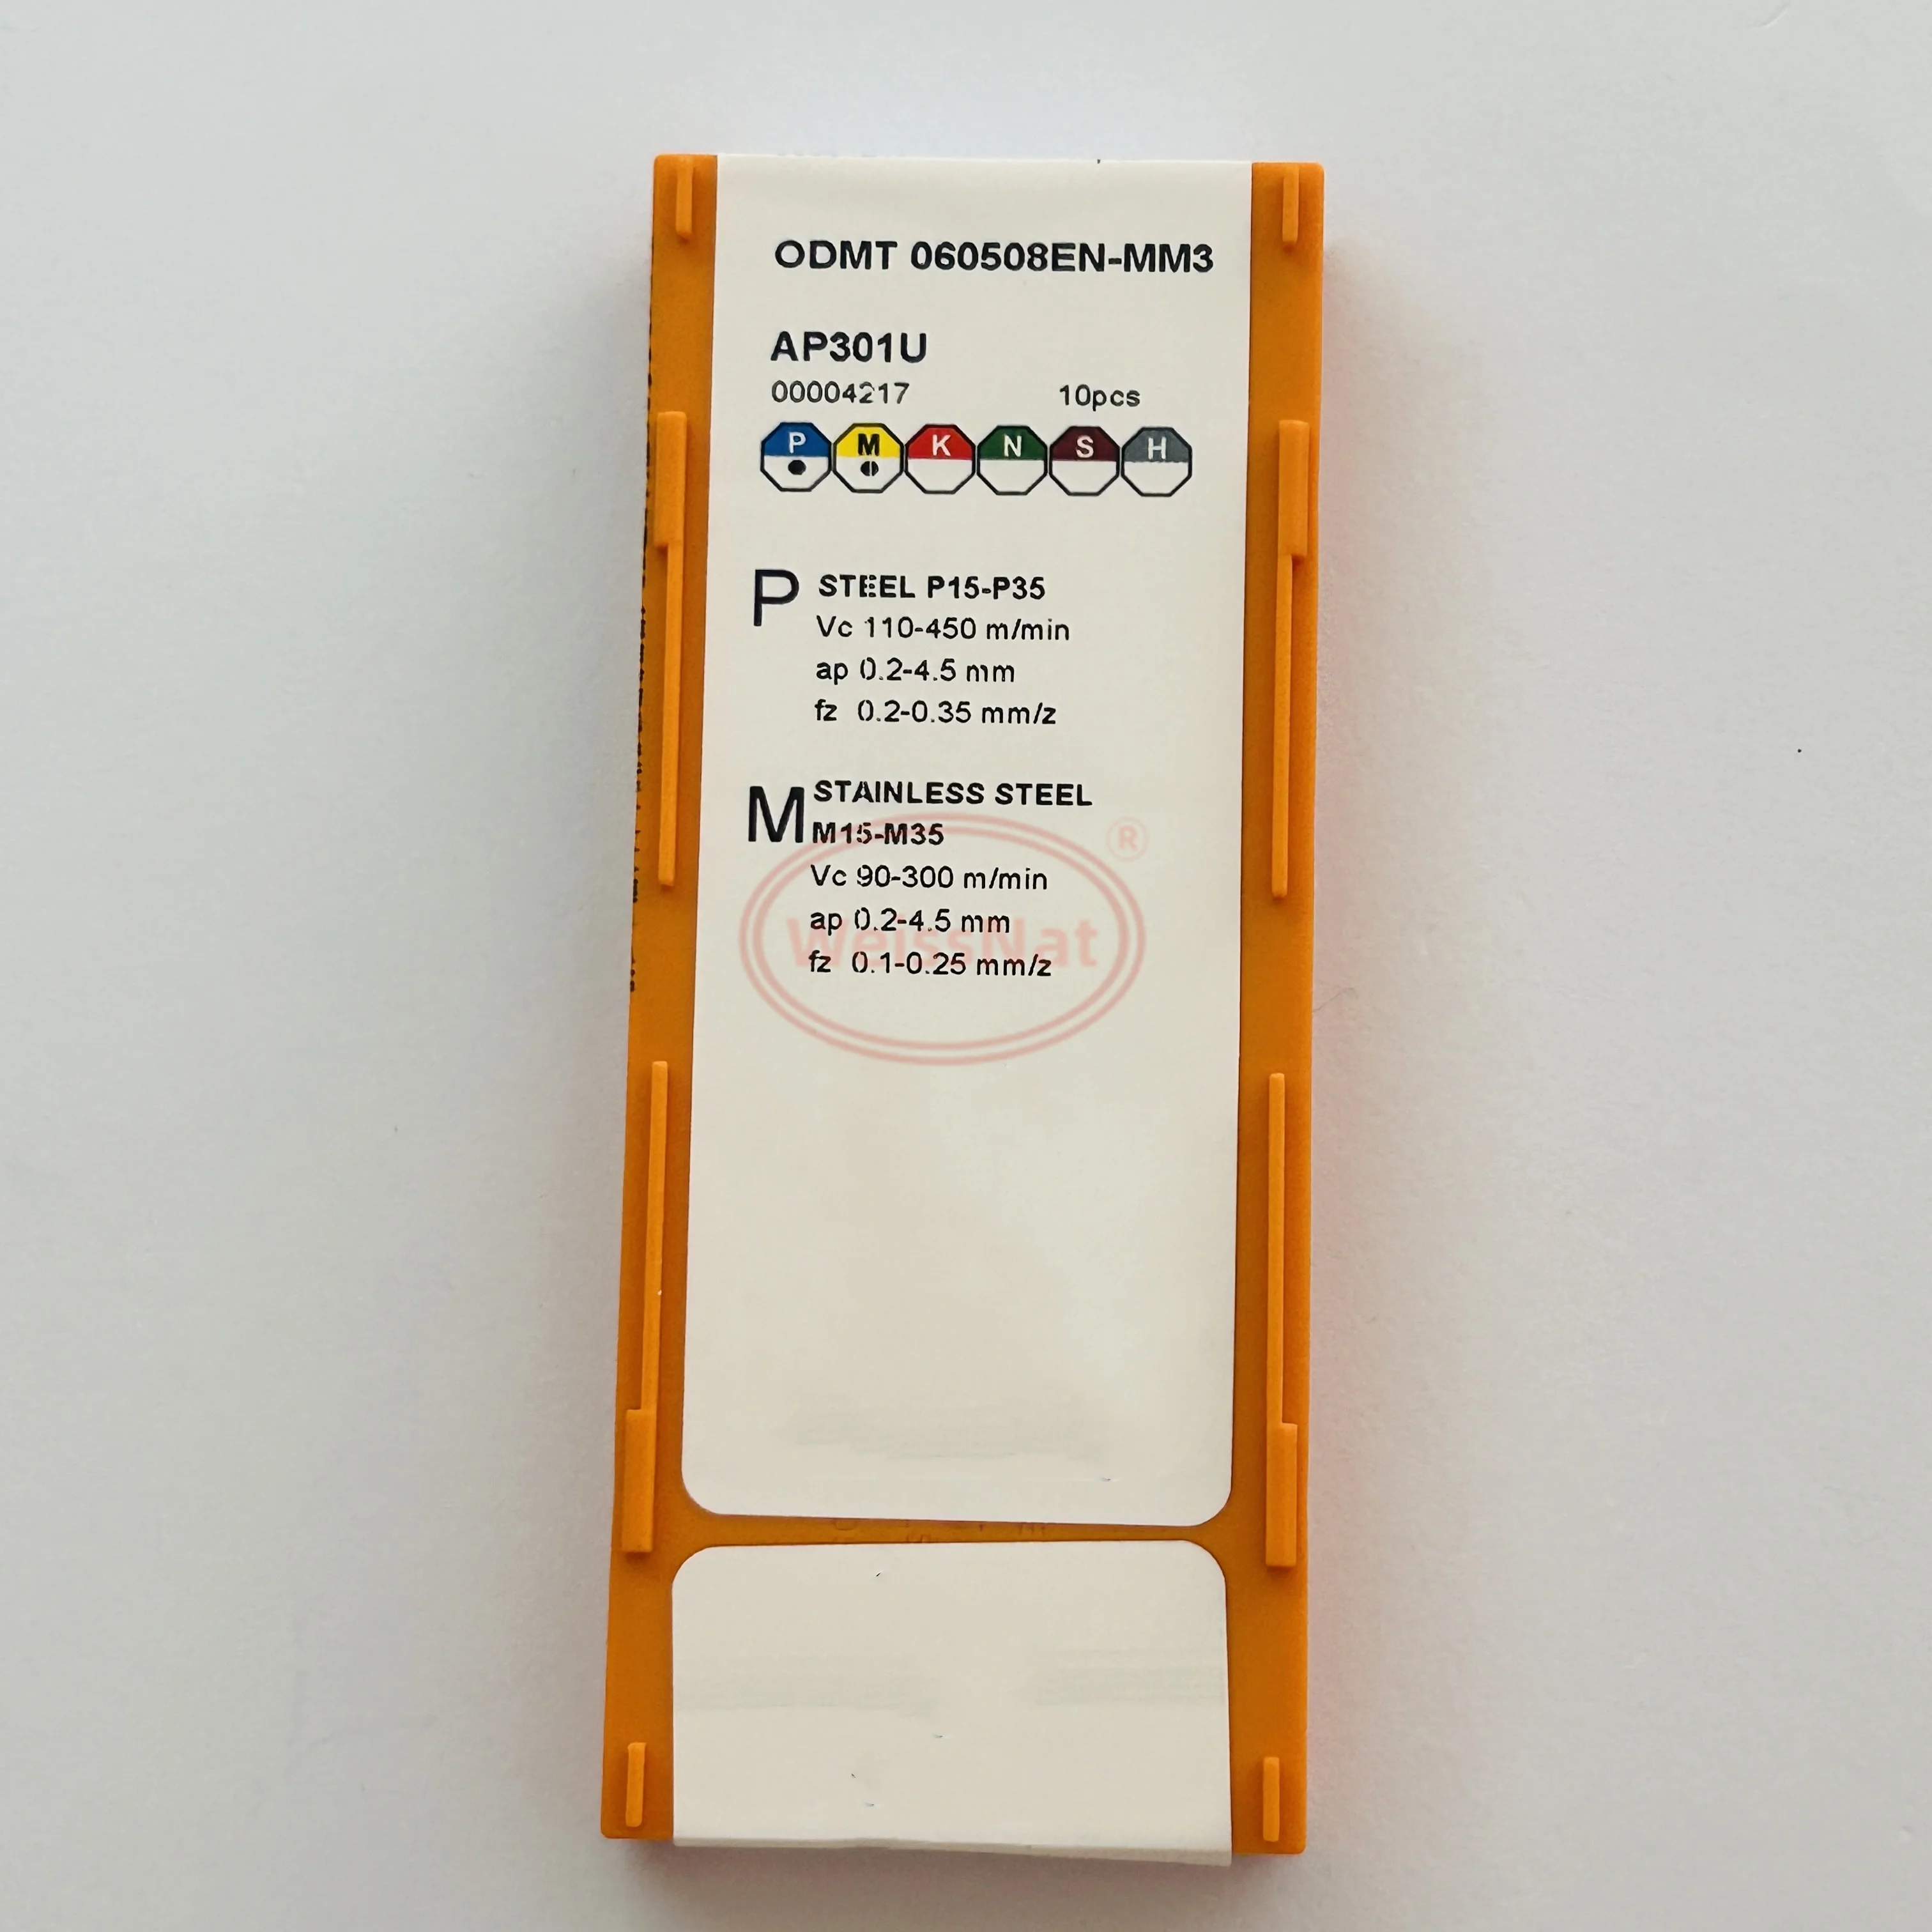 ODMT 060508EN-MM3
AP301U
00004217 10pcs
P M K N S H
P STEEL P15-P35
Vc 110-450 m/min
ap 0.2-4.5 mm
fz 0.2-0.35 mm/z
M STAINLESS STEEL
M15-M35
Vc 90-300 m/min
ap 0.2-4.5 mm
fz 0.1-0.25 mm/z
WeissNat ®